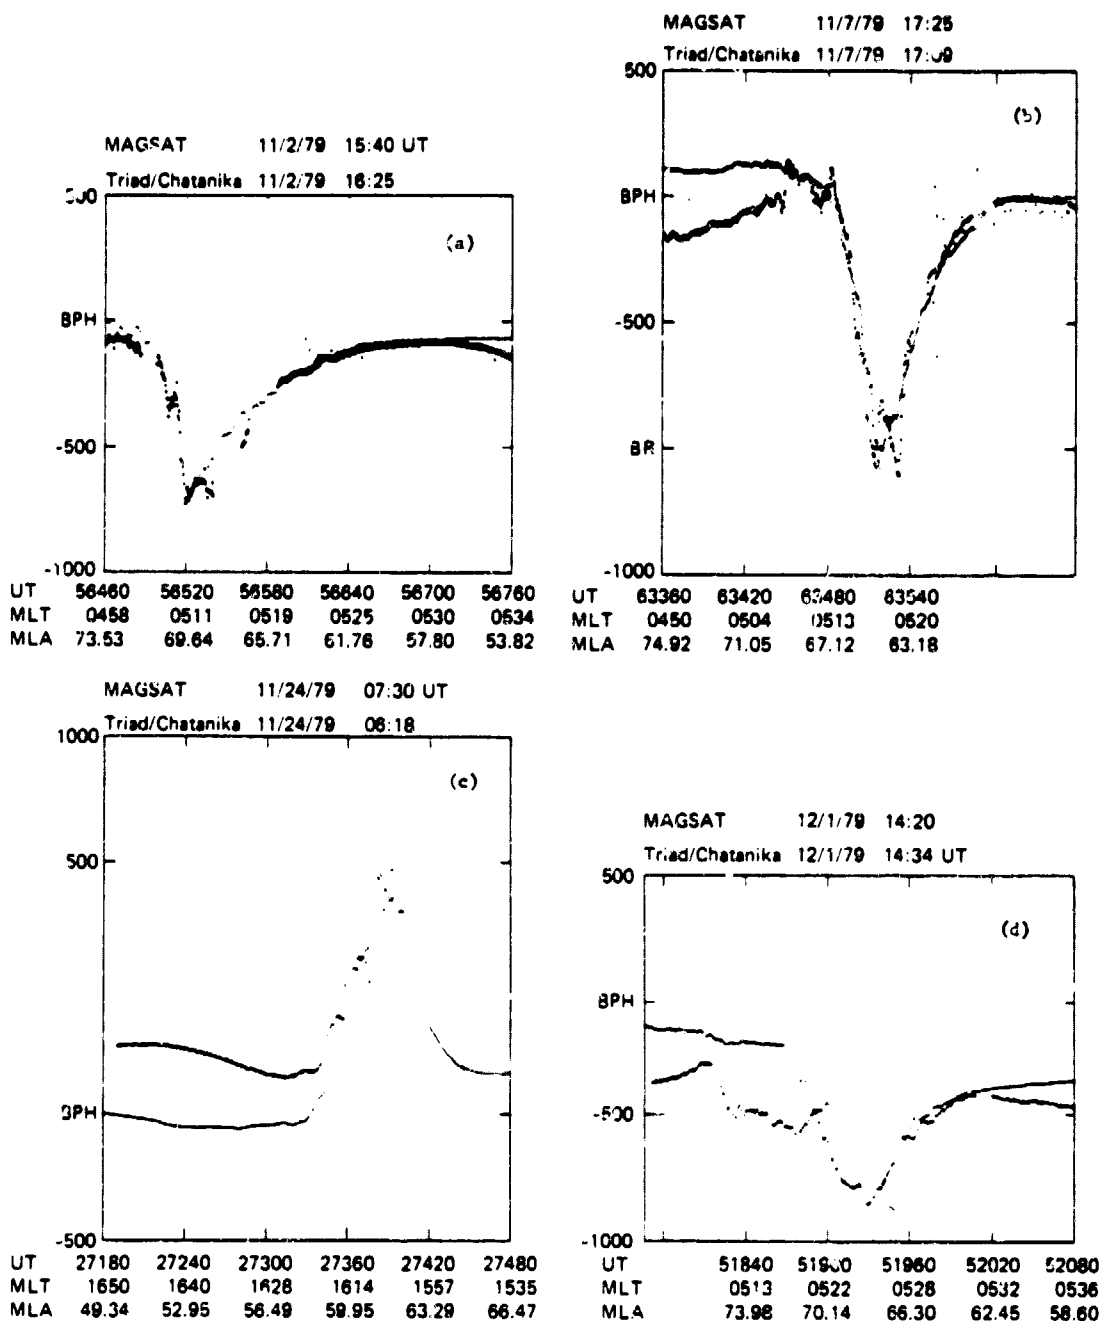 MAGSAT 11/7/79 17:25
Triad/Chatanika 11/7/79
500
(b)
BPH
-500
BR
-1000
UT 63360 63420 63480 63540
MLT 0450 0504 0513 0520
MLA 74.92 71.05 67.12 63.18
MAGSAT 11/2/79 15:40 UT
Triad/Chatanika 11/2/79 16:25
(a)
BPH
-500
-1000
UT 56460 56520 56580 56640 56700 56760
MLT 0458 0511 0519 0525 0530 0534
MLA 73.53 69.64 65.71 61.76 57.80 53.82
MAGSAT 11/24/79 07:30 UT
Triad/Chatanika 11/24/79 06:18
1000
(c)
500
BPH
-500
UT 27180 27240 27300 27360 27420 27480
MLT 1650 1640 1628 1614 1557 1535
MLA 49.34 52.95 56.49 59.95 63.29 66.47
MAGSAT 12/1/79 14:20
Triad/Chatanika 12/1/79 14:34 UT
500
(d)
BPH
-500
-1000
UT 51840 51900 51960 52020 52080
MLT 0513 0522 0528 0532 0536
MLA 73.98 70.14 66.30 62.45 58.60